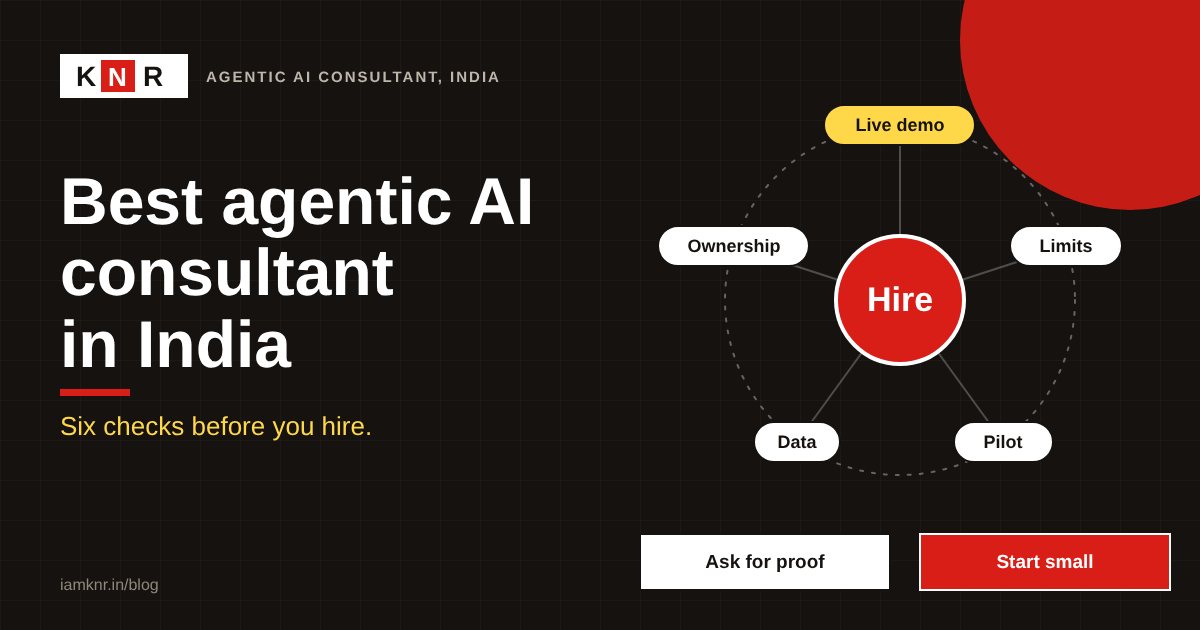 KNR
AGENTIC AI CONSULTANT, INDIA
Best agentic AI
consultant
in India
Six checks before you hire.
Live demo
Ownership
Limits
Hire
Data
Pilot
Ask for proof
Start small
iamknr.in/blog